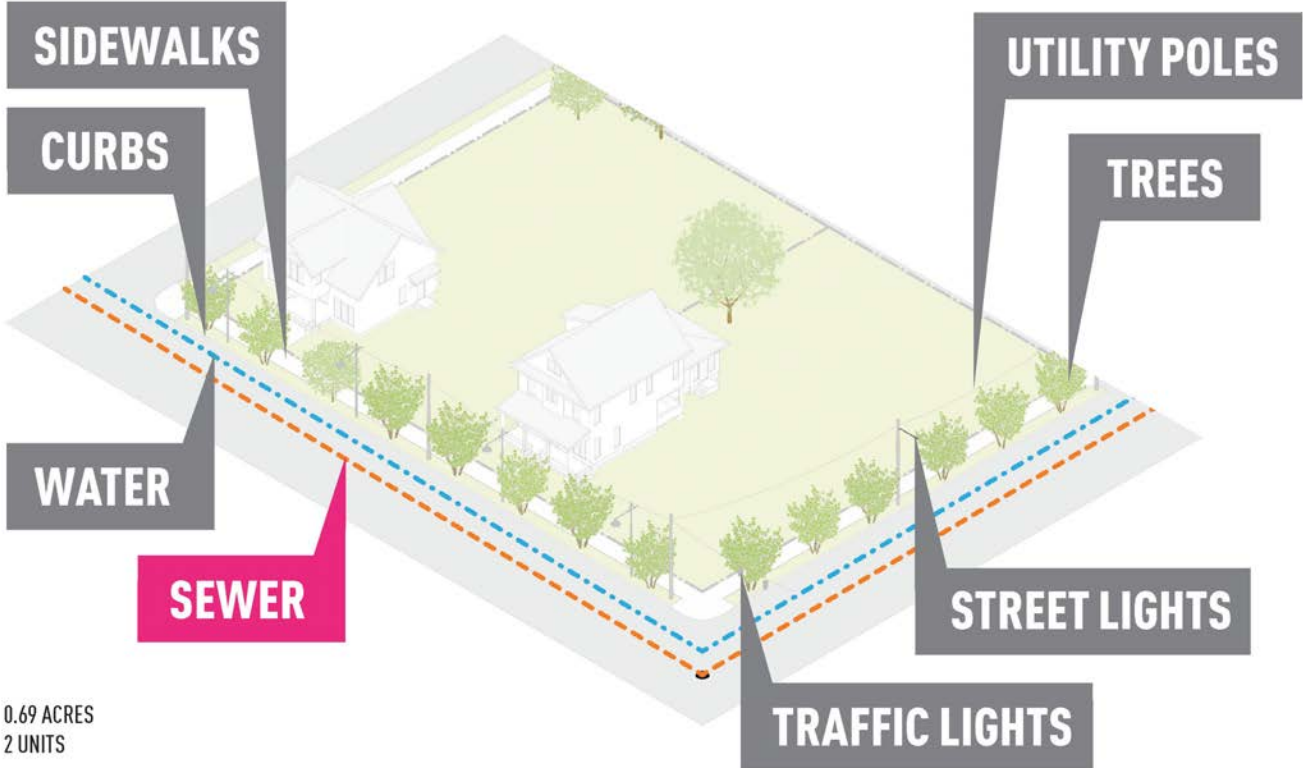 SIDEWALKS
UTILITY POLES
CURBS
TREES
WATER
SEWER
STREET LIGHTS
TRAFFIC LIGHTS
0.69 ACRES
2 UNITS